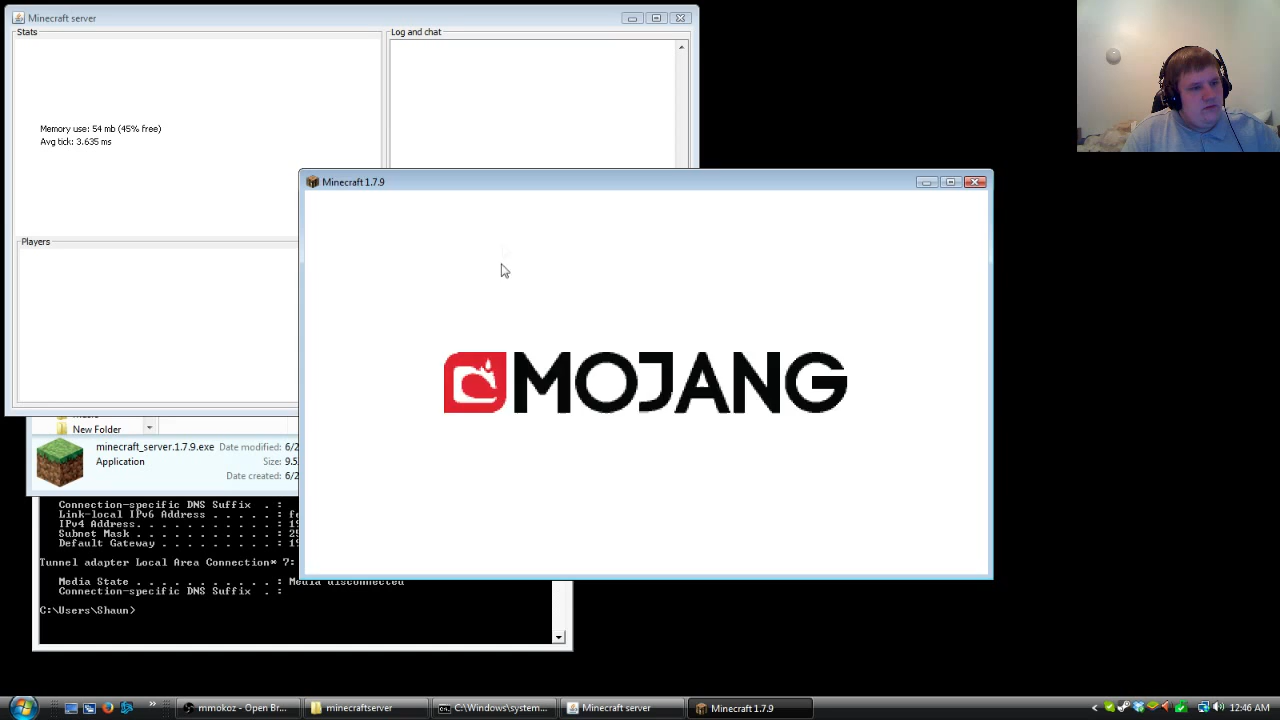 Minecraft server
Stats
Log and chat
Memory use: 54 mb (45% free)
Avg tick: 3.635 ms
Minecraft 1.7.9
Players
MOJANG
New Folder
minecraft_server.1.7.9.exe
Date modified: 6/2
Application
Size: 9.5
Date created: 6/2
Connection-specific DNS Suffix . :
Link-local IPv6 Address . . . . . : fe
IPv4 Address. . . . . . . . . . . : 19
Subnet Mask . . . . . . . . . . . : 25
Default Gateway . . . . . . . . . : 19
Tunnel adapter Local Area Connection* 7:
Media State . . . . . . . . . . . : Media disconnected
Connection-specific DNS Suffix . :
C:\Users\Shaun>
mmokoz - Open Br...
minecraftserver
C:\Windows\system...
Minecraft server
Minecraft 1.7.9
12:46 AM